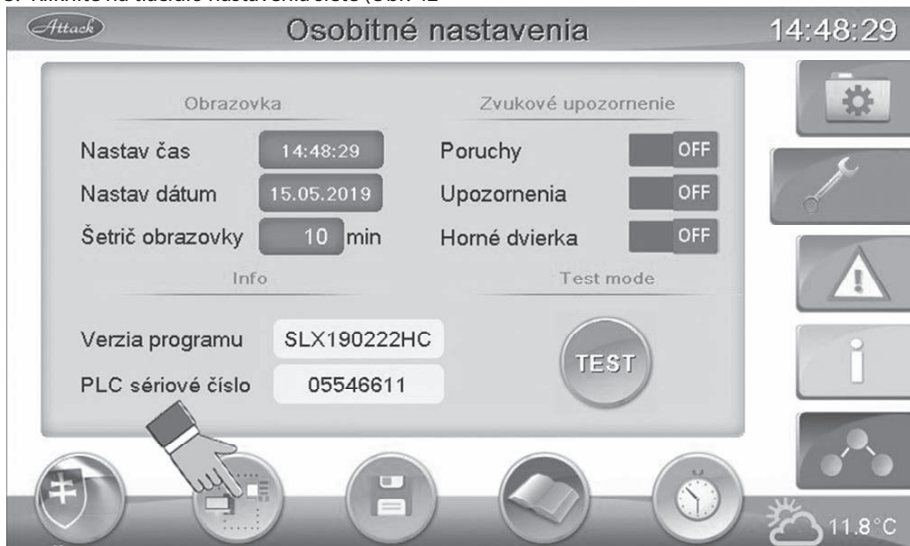 Attack
Osobitné nastavenia
14:48:29
Obrazovka
Nastav čas 14:48:29
Nastav dátum 15.05.2019
Šetrič obrazovky 10 min
Zvukové upozornenie
Poruchy OFF
Upozornenia OFF
Horné dvierka OFF
Info
Verzia programu SLX190222HC
PLC sériové číslo 05546611
Test mode
TEST
11.8°C